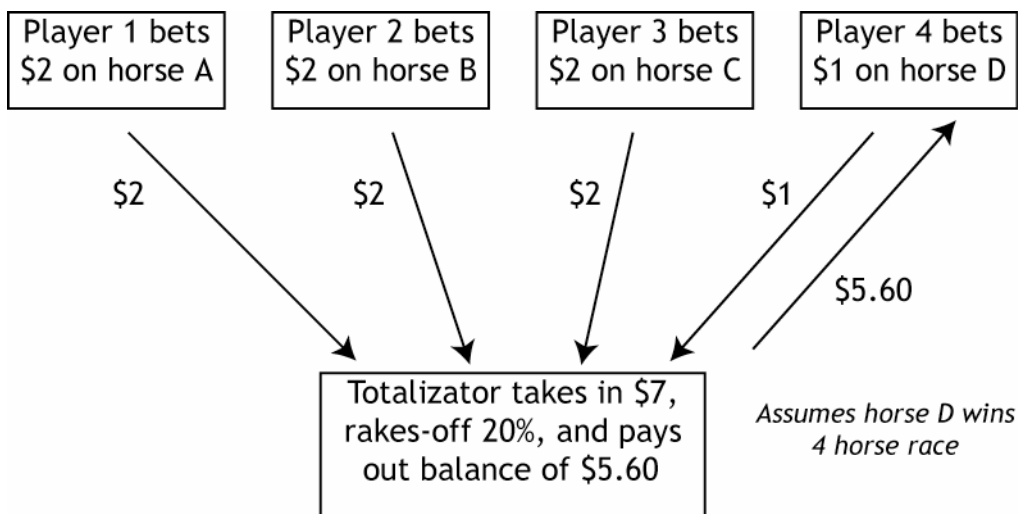 Player 1 bets
$2 on horse A
Player 2 bets
$2 on horse B
Player 3 bets
$2 on horse C
Player 4 bets
$1 on horse D
$2
$2
$2
$1
$5.60
Totalizator takes in $7,
rakes-off 20%, and pays
out balance of $5.60
Assumes horse D wins
4 horse race